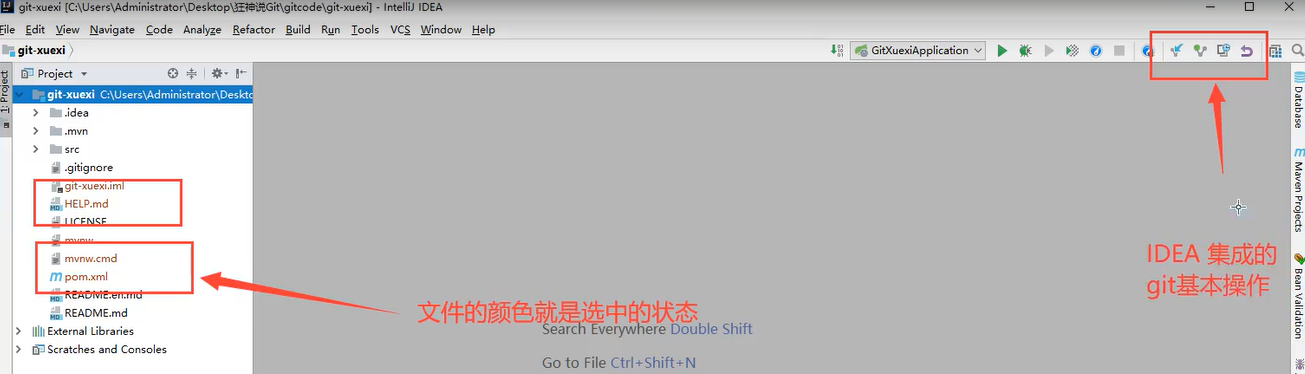 git-xuexi [C:\Users\Administrator\Desktop\狂神说Git\gitcode\git-xuexi] - IntelliJ IDEA
File Edit View Navigate Code Analyze Refactor Build Run Tools VCS Window Help
git-xuexi
GitXuexiApplication
1: Project
Project
git-xuexi C:\Users\Administrator\Deskto
.idea
.mvn
src
.gitignore
git-xuexi.iml
HELP.md
LICENSE
mvnw
mvnw.cmd
pom.xml
README.en.md
README.md
External Libraries
Scratches and Consoles
文件的颜色就是选中的状态
Search Everywhere Double Shift
Go to File Ctrl+Shift+N
IDEA 集成的
git基本操作
Database
Maven Projects
Bean Validation